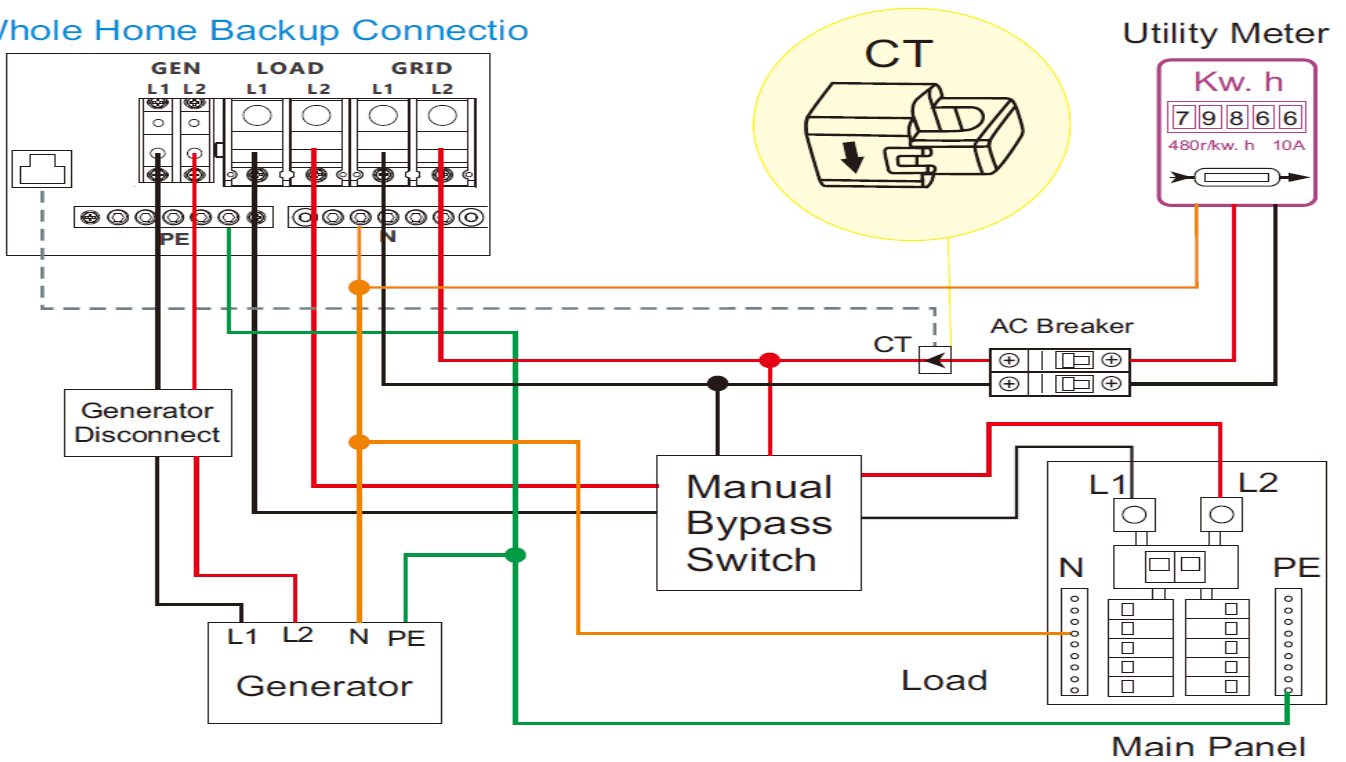 Whole Home Backup Connectio
Utility Meter
CT
Kw. h
79866
480r/kw. h 10A
GEN LOAD GRID
L1 L2 L1 L2 L1 L2
PE N
AC Breaker
CT
Generator
Disconnect
Manual
Bypass
Switch
L1 L2
N PE
L1 L2 N PE
Generator
Load
Main Panel